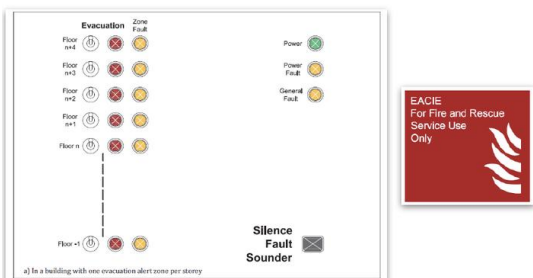 Evacuation
Zone
Fault
Floor
n+4
Floor
n+3
Floor
n+2
Floor
n+1
Floor n
Floor -1
Power
Power
Fault
General
Fault
Silence
Fault
Sounder
a) In a building with one evacuation alert zone per storey
EACIE
For Fire and Rescue
Service Use
Only